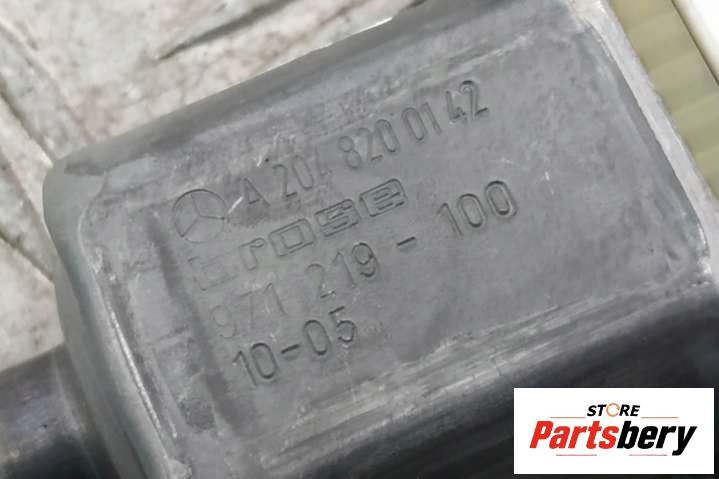 A 204 820 01 42
brose
971 219 - 100
10-05
STORE
Partsbery